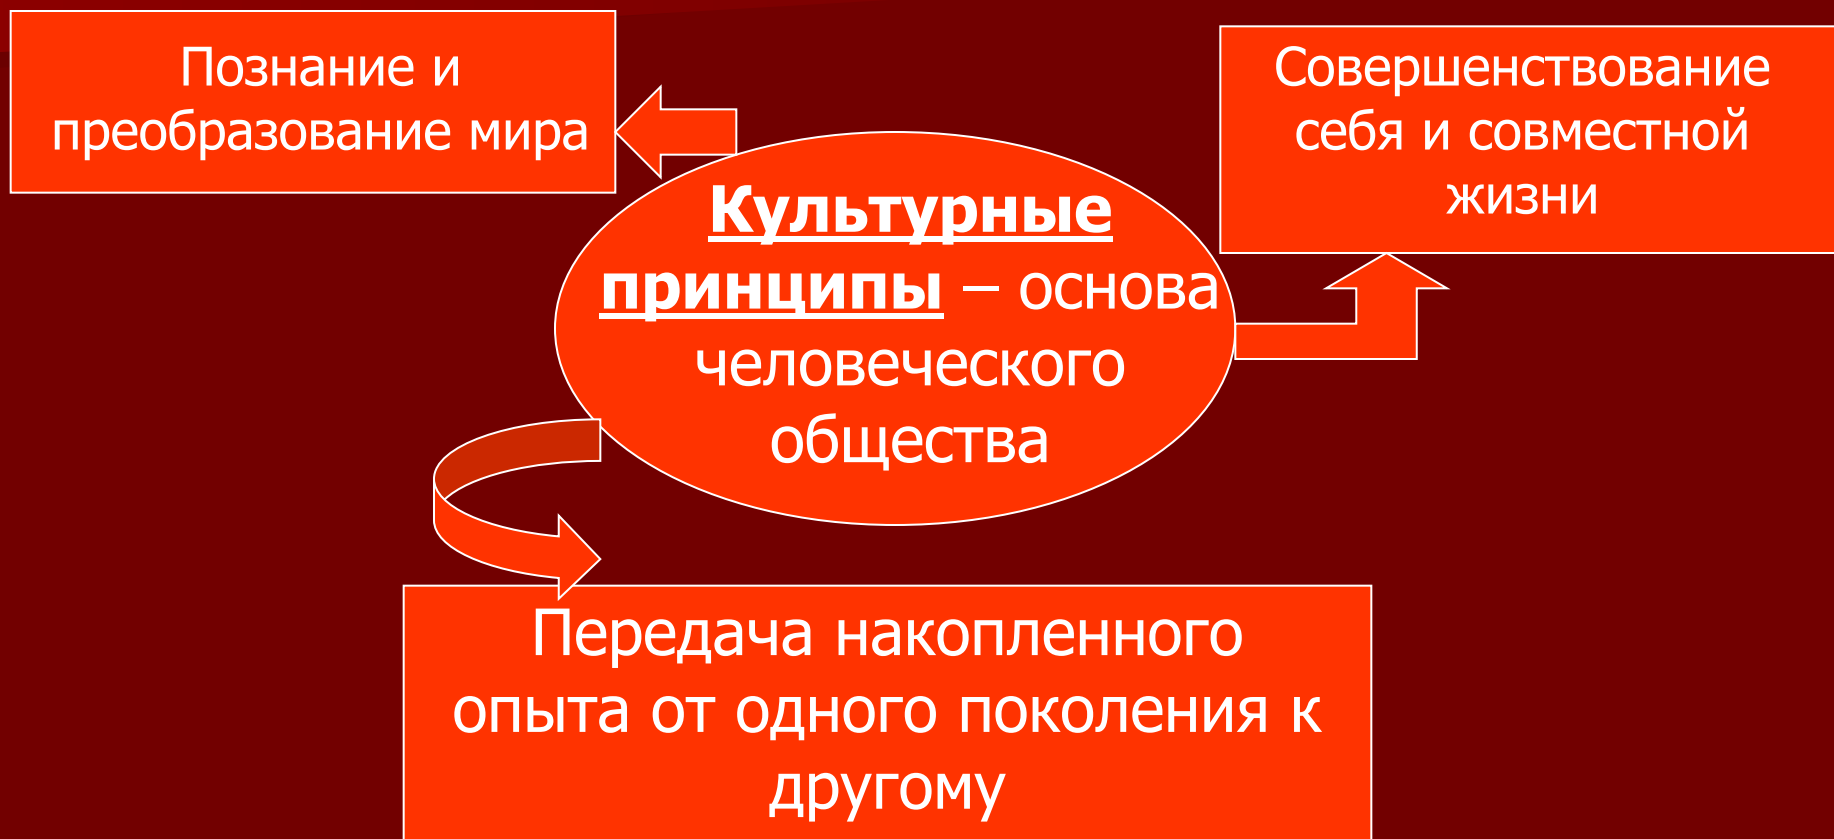 Познание и
преобразование мира
Совершенствование
себя и совместной
жизни
Культурные
принципы – основа
человеческого
общества
Передача накопленного
опыта от одного поколения к
другому